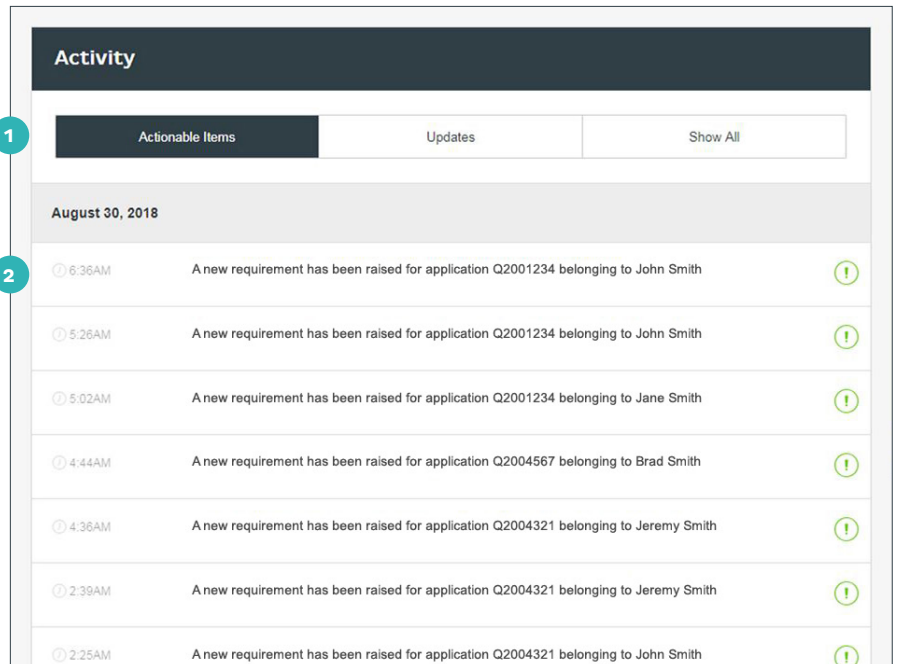 Activity
1
Actionable Items Updates Show All
August 30, 2018
2
6:36AM A new requirement has been raised for application Q2001234 belonging to John Smith !
5:26AM A new requirement has been raised for application Q2001234 belonging to John Smith !
5:02AM A new requirement has been raised for application Q2001234 belonging to Jane Smith !
4:44AM A new requirement has been raised for application Q2004567 belonging to Brad Smith !
4:36AM A new requirement has been raised for application Q2004321 belonging to Jeremy Smith !
2:39AM A new requirement has been raised for application Q2004321 belonging to Jeremy Smith !
2:25AM A new requirement has been raised for application Q2004321 belonging to John Smith !